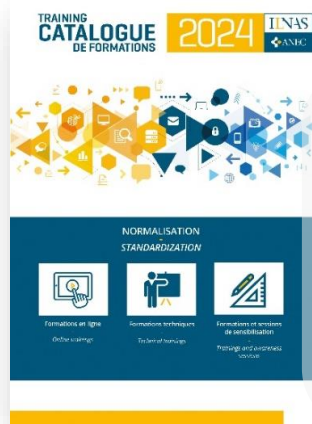 TRAINING
CATALOGUE
DE FORMATIONS
2024
ILNAS
ANEC
NORMALISATION
-
STANDARDIZATION
Formations en ligne
Online trainings
Formations techniques
Technical trainings
Formations et sessions
de sensibilisation
-
Trainings and awareness
sessions